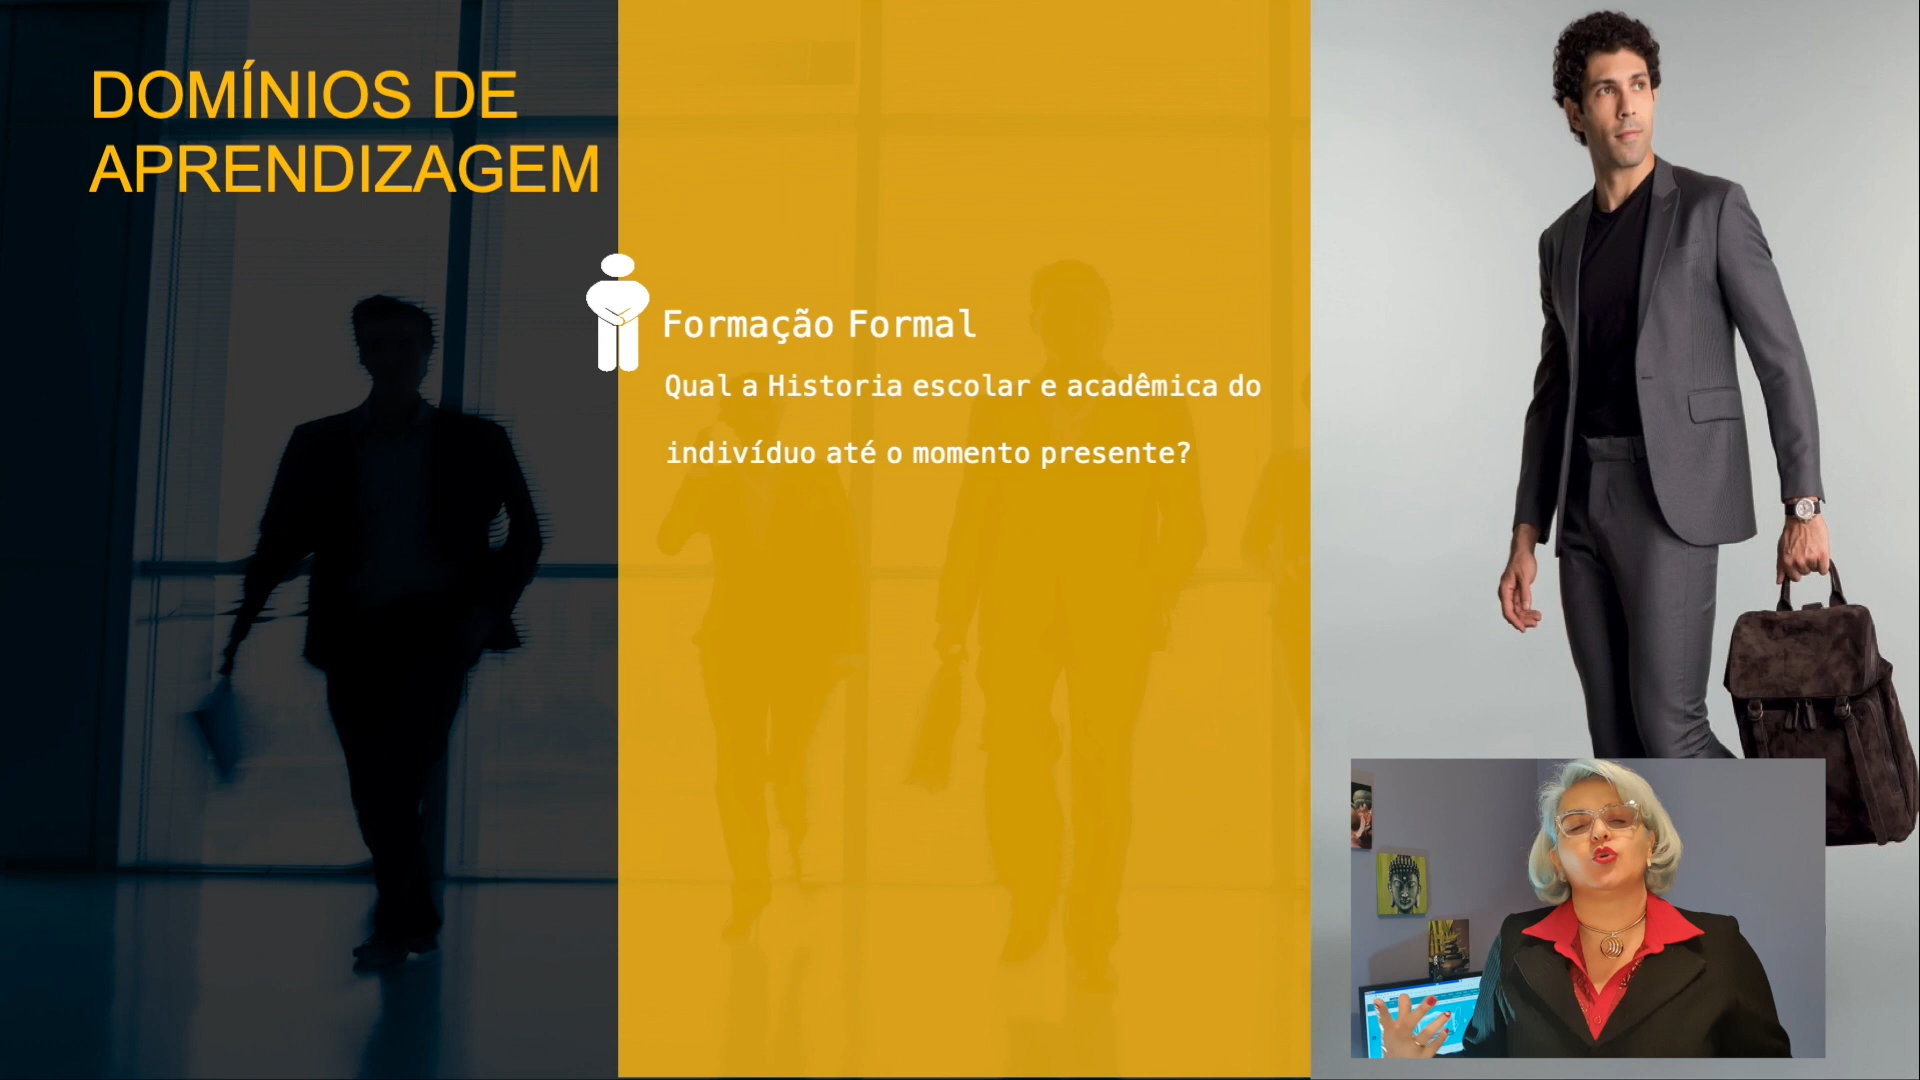 DOMÍNIOS DE
APRENDIZAGEM
Formação Formal
Qual a Historia escolar e acadêmica do
indivíduo até o momento presente?